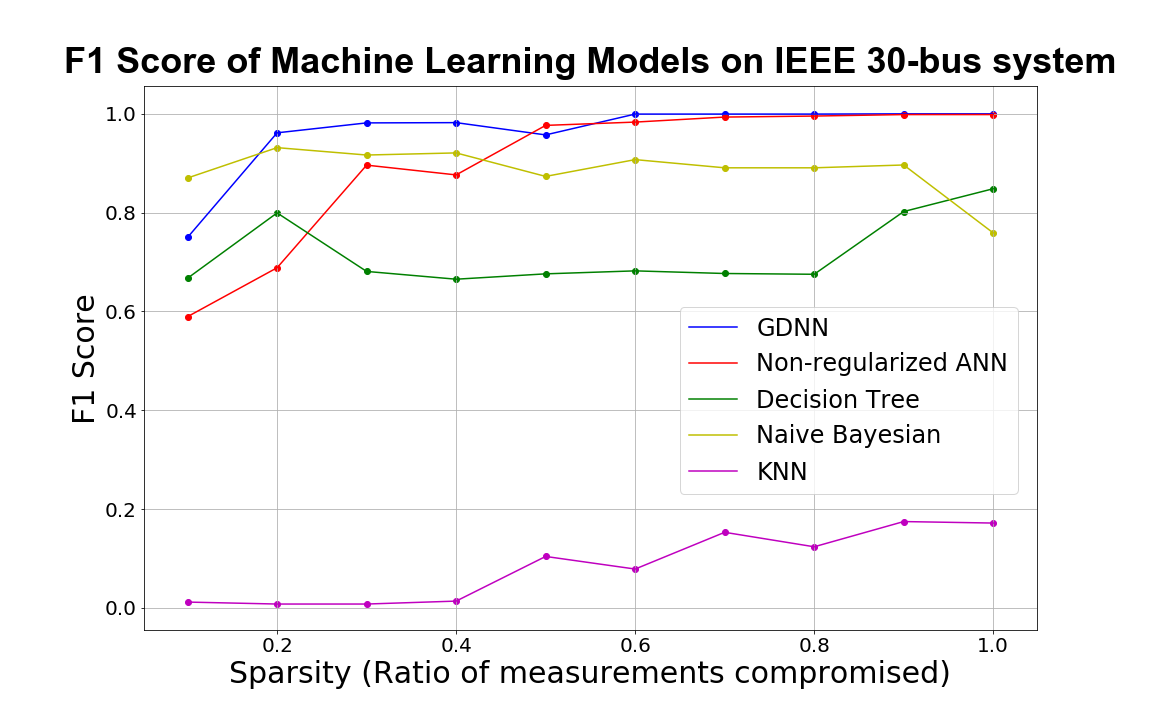 F1 Score of Machine Learning Models on IEEE 30-bus system
1.0
0.8
0.6
0.4
0.2
0.0
F1 Score
GDNN
Non-regularized ANN
Decision Tree
Naive Bayesian
KNN
0.2 0.4 0.6 0.8 1.0
Sparsity (Ratio of measurements compromised)